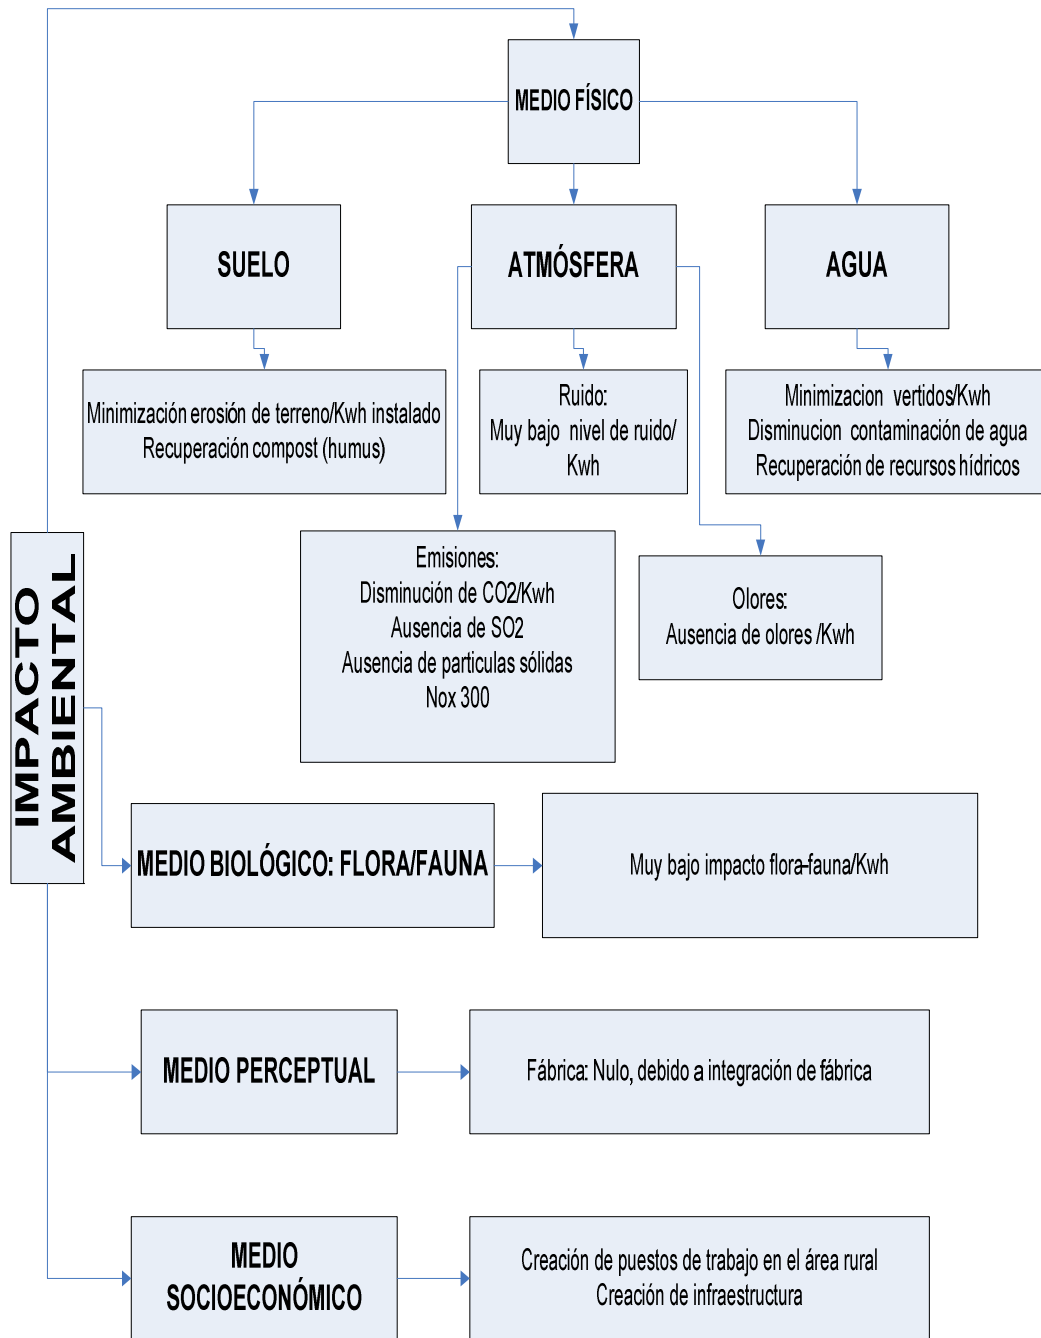 MEDIO FÍSICO
SUELO
ATMÓSFERA
AGUA
Minimización erosión de terreno/Kwh instalado
Recuperación compost (humus)
Ruido:
Muy bajo nivel de ruido/
Kwh
Minimizacion vertidos/Kwh
Disminucion contaminación de agua
Recuperación de recursos hídricos
Emisiones:
Disminución de CO2/Kwh
Ausencia de SO2
Ausencia de particulas sólidas
Nox 300
Olores:
Ausencia de olores /Kwh
IMPACTO
AMBIENTAL
MEDIO BIOLÓGICO: FLORA/FAUNA
Muy bajo impacto flora-fauna/Kwh
MEDIO PERCEPTUAL
Fábrica: Nulo, debido a integración de fábrica
MEDIO
SOCIOECONÓMICO
Creación de puestos de trabajo en el área rural
Creación de infraestructura